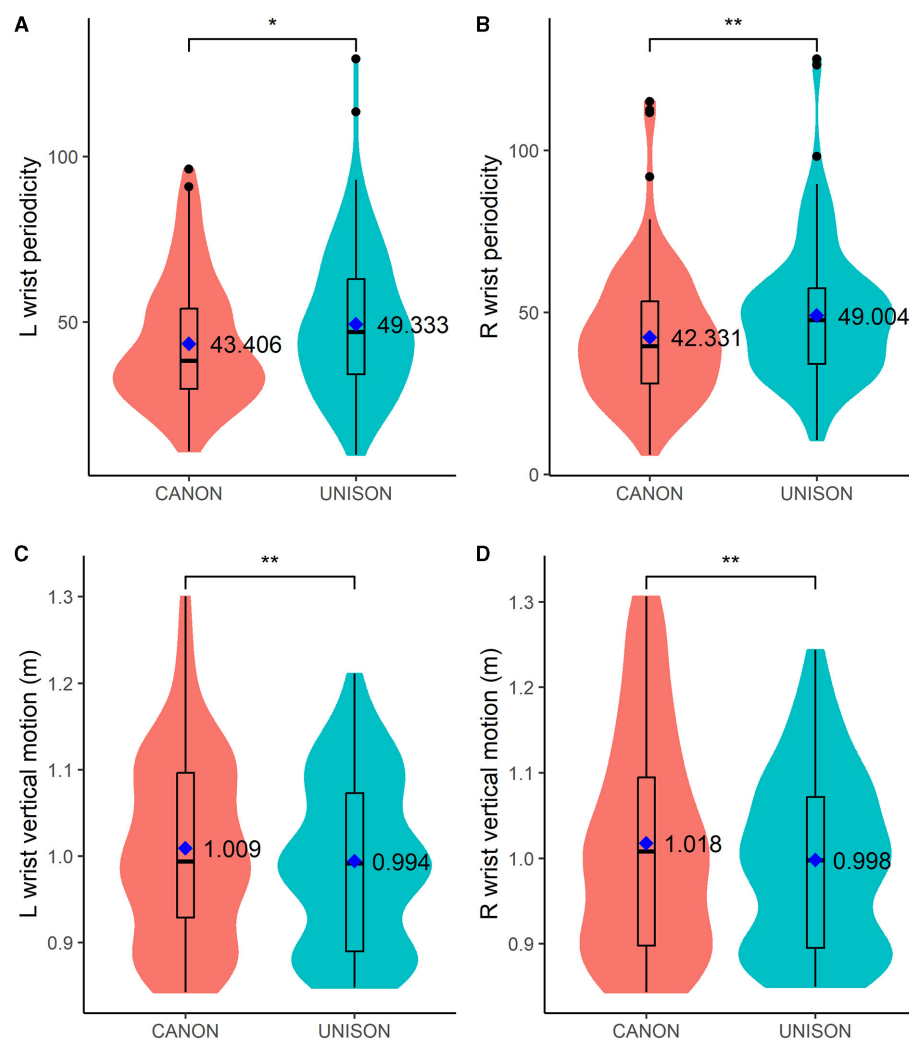 A
*
L wrist periodicity
100
50
43.406
49.333
CANON
UNISON
B
**
R wrist periodicity
100
50
0
42.331
49.004
CANON
UNISON
C
**
L wrist vertical motion (m)
1.3
1.2
1.1
1.0
0.9
1.009
0.994
CANON
UNISON
D
**
R wrist vertical motion (m)
1.3
1.2
1.1
1.0
0.9
1.018
0.998
CANON
UNISON